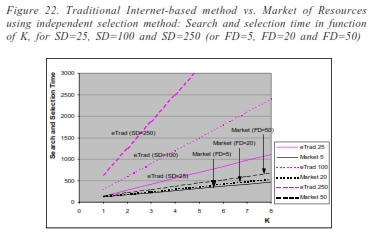 Figure 22. Traditional Internet-based method vs. Market of Resources
using independent selection method: Search and selection time in function
of K, for SD=25, SD=100 and SD=250 (or FD=5, FD=20 and FD=50)
Search and Selection Time
3000
2500
2000
1500
1000
500
0
0 1 2 3 4 5 6 7 8
K
eTrad (SD=250)
Market (FD=50)
Market (FD=20)
eTrad (SD=100)
Market (FD=5)
eTrad (SD=25)
eTrad 25
Market 5
eTrad 100
Market 20
eTrad 250
Market 50